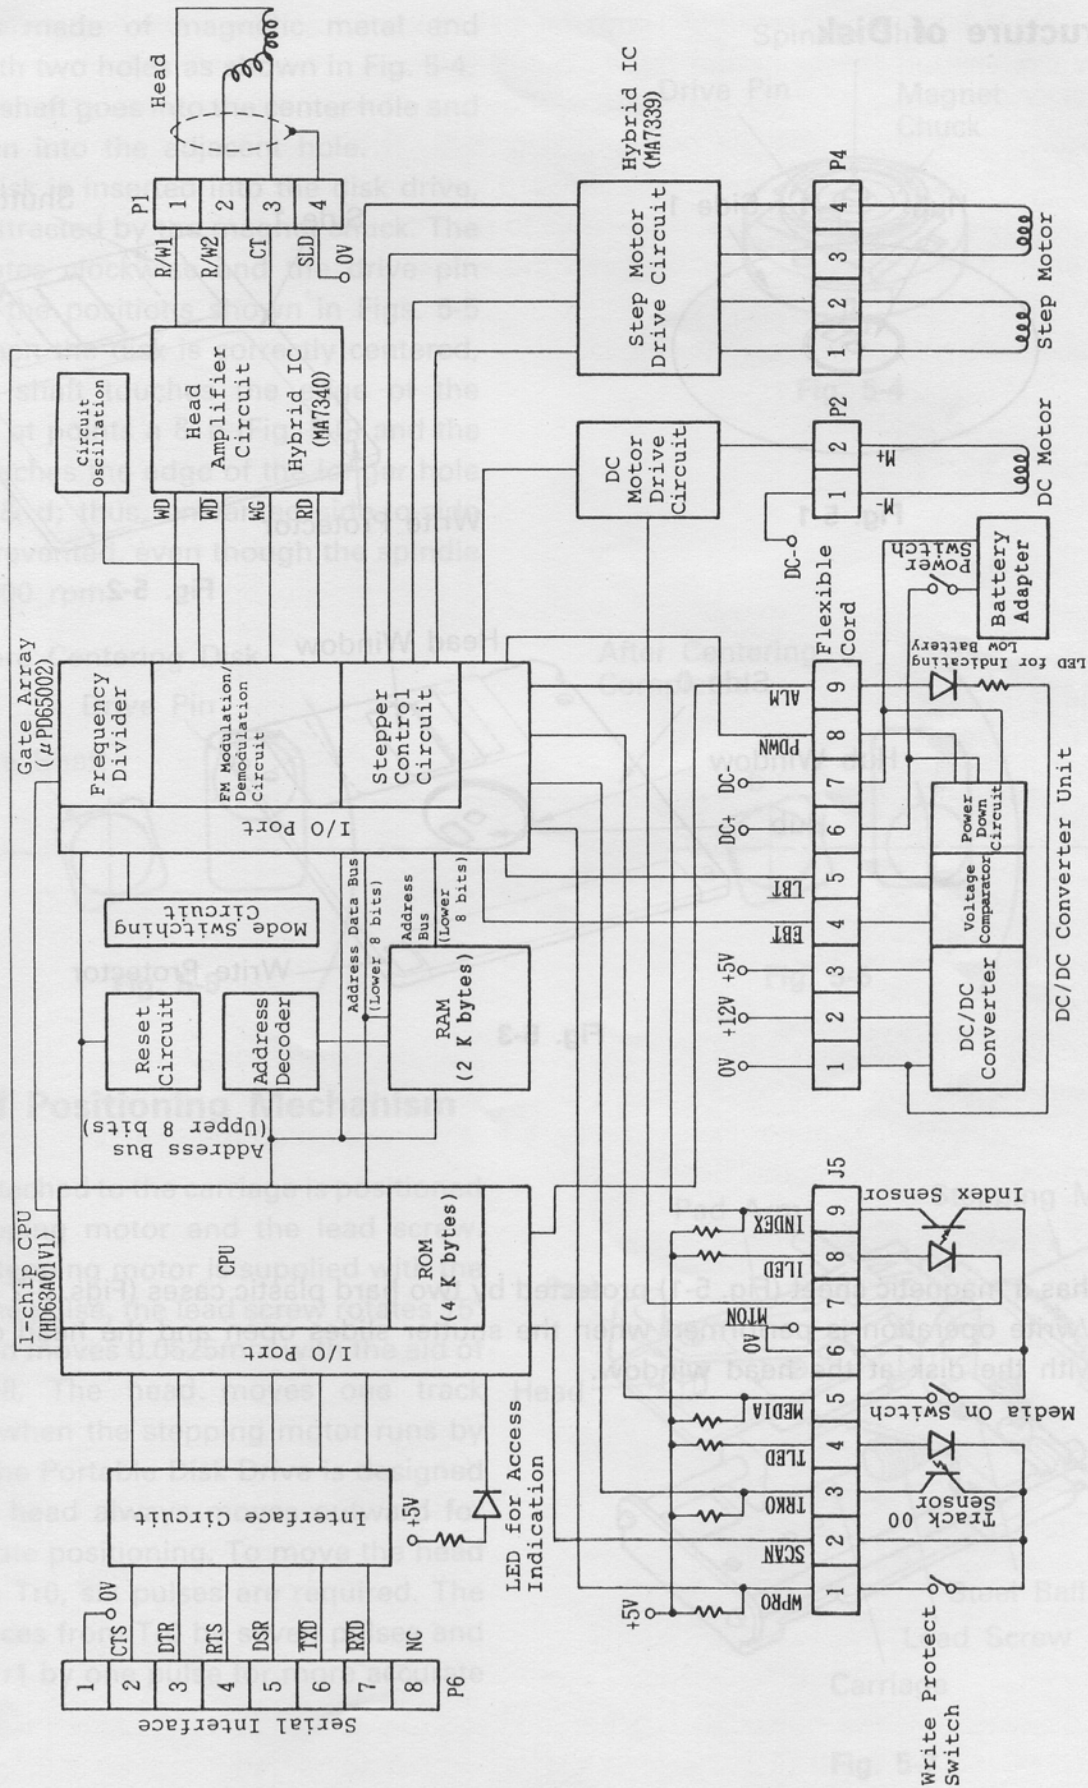 Serial Interface
P6
1
2
3
4
5
6
7
8
0V
CTS
DTR
RTS
DSR
TXD
RXD
NC
Interface Circuit
+5V
LED for Access
Indication
1-chip CPU
(HD63A01V1)
CPU
ROM
(4 K bytes)
I/O Port
Address Bus
(Upper 8 bits)
Reset
Circuit
Address
Decoder
RAM
(2 K bytes)
Mode Switching
Circuit
Address Data Bus
(Lower 8 bits)
Address
Bus
(Lower
8 bits)
Gate Array
(μPD65002)
Frequency
Divider
FM Modulation/
Demodulation
Circuit
Stepper
Control
Circuit
I/O Port
Circuit
Oscillation
WD
WDT
WG
RD
Head
Amplifier
Circuit
Hybrid IC
(MA7340)
R/W1
R/W2
CT
SLD
0V
P1
1
2
3
4
Head
Write Protect
Switch
+5V
WPRO
SCAN
TRK0
TLED
MEDIA
0V
MTON
ILED
INDEX
1
2
3
4
5
6
7
8
9
J5
Track 00
Sensor
Media On Switch
Index Sensor
0V
+12V
+5V
EBT
LBT
DC+
DC-
PDWN
ALM
1
2
3
4
5
6
7
8
9
Flexible
Cord
DC/DC
Converter
Voltage
Comparator
Power
Down
Circuit
DC/DC Converter Unit
LED for Indicating
Low Battery
Battery
Adapter
Power
Switch
DC-
DC
Motor
Drive
Circuit
1
2
P2
M-
M+
DC Motor
Step Motor
Drive Circuit
Hybrid IC
(MA7339)
1
2
3
4
P4
Step Motor